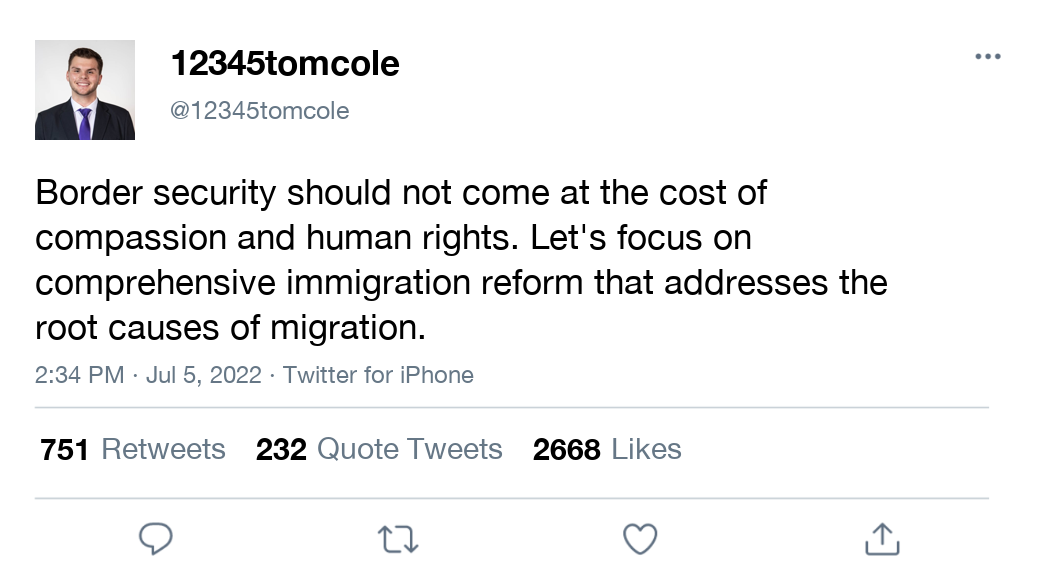 12345tomcole
@12345tomcole
Border security should not come at the cost of
compassion and human rights. Let's focus on
comprehensive immigration reform that addresses the
root causes of migration.
2:34 PM · Jul 5, 2022 · Twitter for iPhone
751 Retweets 232 Quote Tweets 2668 Likes